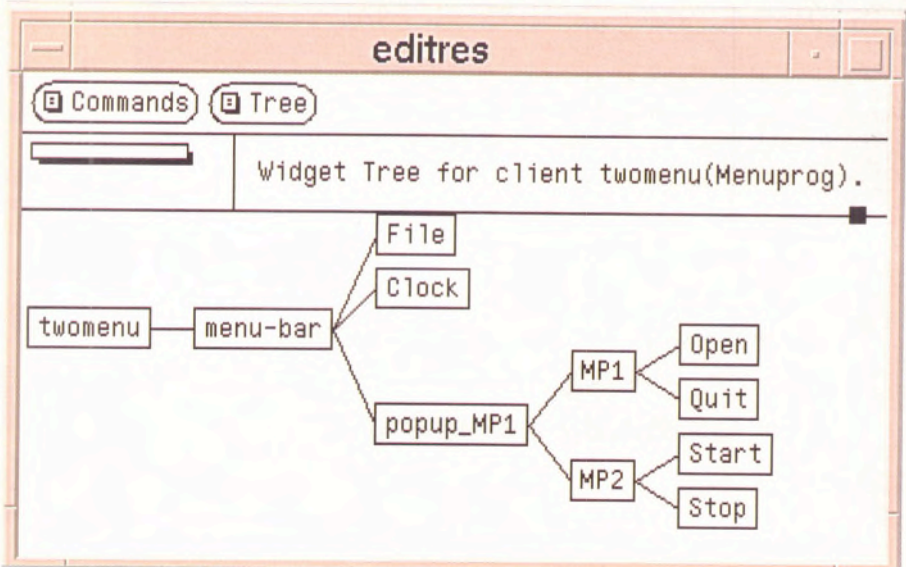 editres
Commands Tree
Widget Tree for client twomenu(Menuprog).
File
Clock
twomenu menu-bar
Open
MP1
Quit
popup_MP1
Start
MP2
Stop